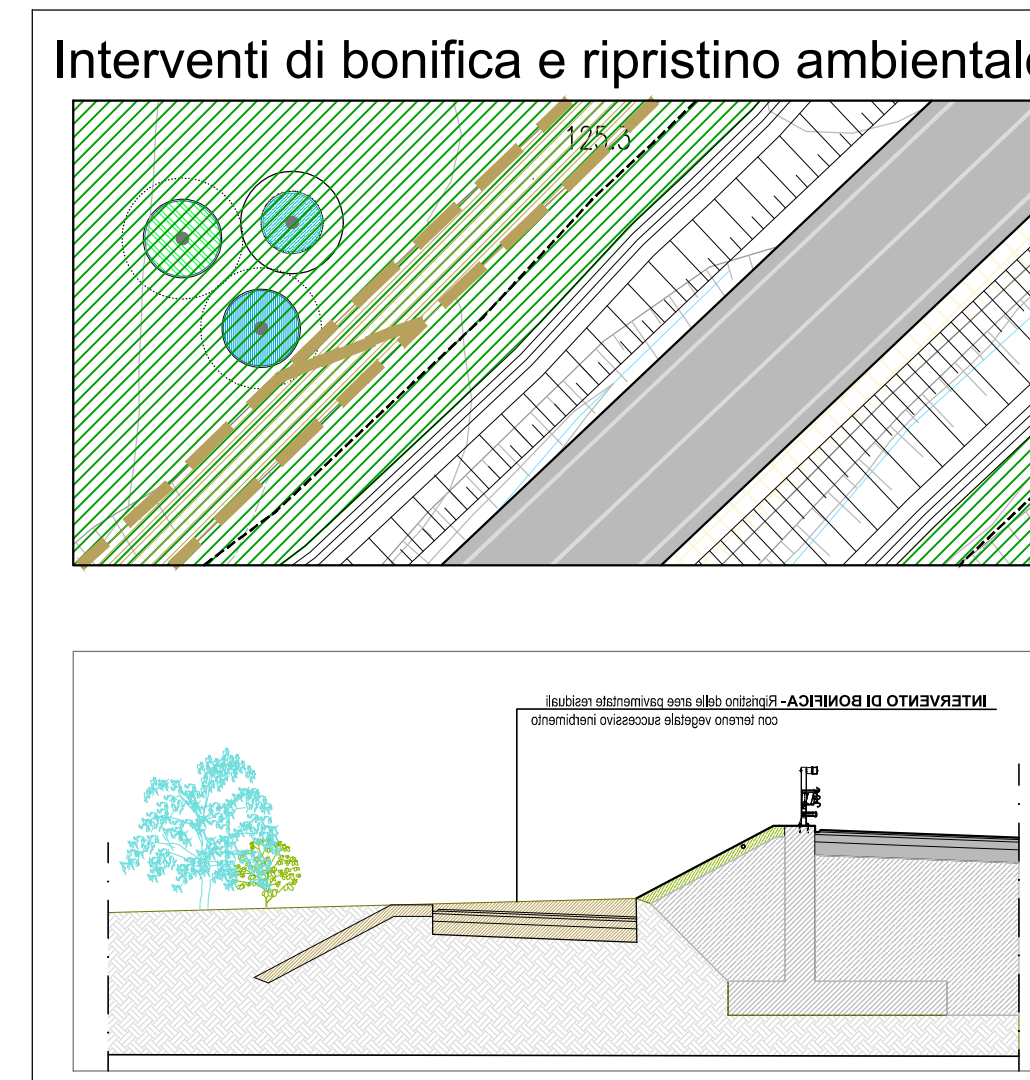 Interventi di bonifica e ripristino ambientale
125.3
INTERVENTO DI BONIFICA- Ripristino delle aree pavimentate residuali
con terreno vegetale successivo inerbimento